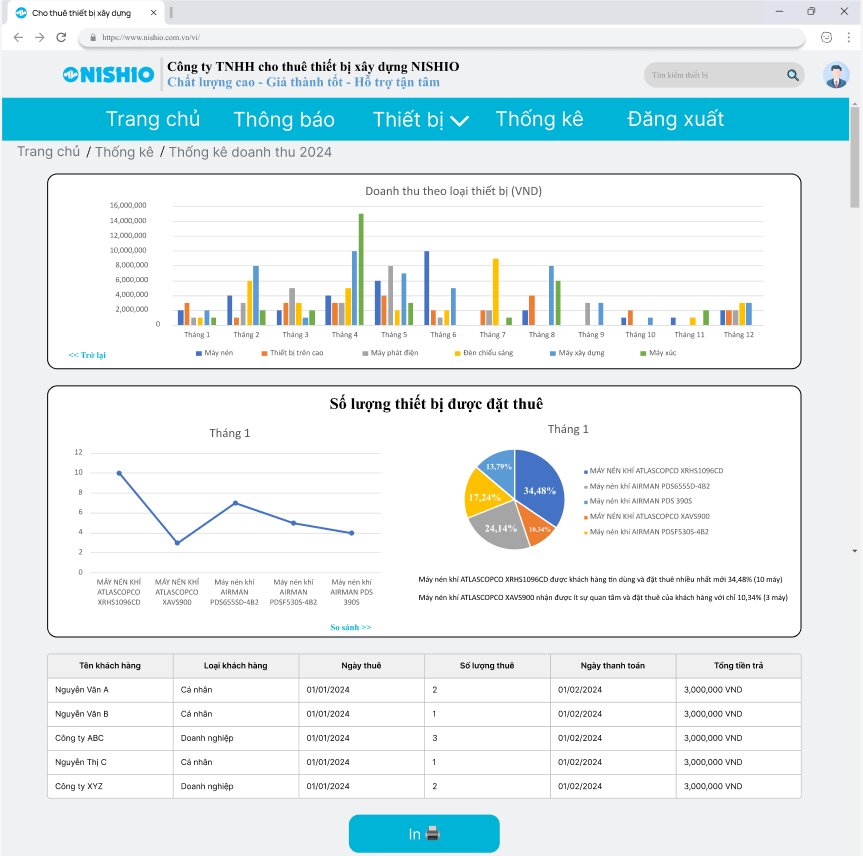 Cho thuê thiết bị xây dựng
https://www.nishio.com.vn/vi/
NISHIO
Công ty TNHH cho thuê thiết bị xây dựng NISHIO
Chất lượng cao - Giá thành tốt - Hỗ trợ tận tâm
Tìm kiếm thiết bị
Trang chủ Thông báo Thiết bị Thống kê Đăng xuất
Trang chủ / Thống kê / Thống kê doanh thu 2024
Doanh thu theo loại thiết bị (VND)
16,000,000
14,000,000
12,000,000
10,000,000
8,000,000
6,000,000
4,000,000
2,000,000
0
Tháng 1 Tháng 2 Tháng 3 Tháng 4 Tháng 5 Tháng 6 Tháng 7 Tháng 8 Tháng 9 Tháng 10 Tháng 11 Tháng 12
Máy nén Thiết bị trên cao Máy phát điện Đèn chiếu sáng Máy xây dựng Máy xúc
<< Trở lại
Số lượng thiết bị được đặt thuê
Tháng 1
12
10
8
6
4
2
0
MÁY NÉN KHÍ ATLASCOPCO XRHS1096CD
MÁY NÉN KHÍ ATLASCOPCO XAVS900
Máy nén khí AIRMAN PDS655SD-4B2
Máy nén khí AIRMAN PDSF530S-4B2
Máy nén khí AIRMAN PDS 390S
Tháng 1
13,79%
34,48%
17,24%
24,14%
10,34%
MÁY NÉN KHÍ ATLASCOPCO XRHS1096CD
Máy nén khí AIRMAN PDS655SD-4B2
Máy nén khí AIRMAN PDS 390S
MÁY NÉN KHÍ ATLASCOPCO XAVS900
Máy nén khí AIRMAN PDSF530S-4B2
Máy nén khí ATLASCOPCO XRHS1096CD được khách hàng tin dùng và đặt thuê nhiều nhất mới 34,48% (10 máy)
Máy nén khí ATLASCOPCO XAVS900 nhận được ít sự quan tâm và đặt thuê của khách hàng với chỉ 10,34% (3 máy)
So sánh >>
Tên khách hàng Loại khách hàng Ngày thuê Số lượng thuê Ngày thanh toán Tổng tiền trả
Nguyễn Văn A Cá nhân 01/01/2024 2 01/02/2024 3,000,000 VND
Nguyễn Văn B Cá nhân 01/01/2024 1 01/02/2024 3,000,000 VND
Công ty ABC Doanh nghiệp 01/01/2024 3 01/02/2024 3,000,000 VND
Nguyễn Thị C Cá nhân 01/01/2024 1 01/02/2024 3,000,000 VND
Công ty XYZ Doanh nghiệp 01/01/2024 2 01/02/2024 3,000,000 VND
In